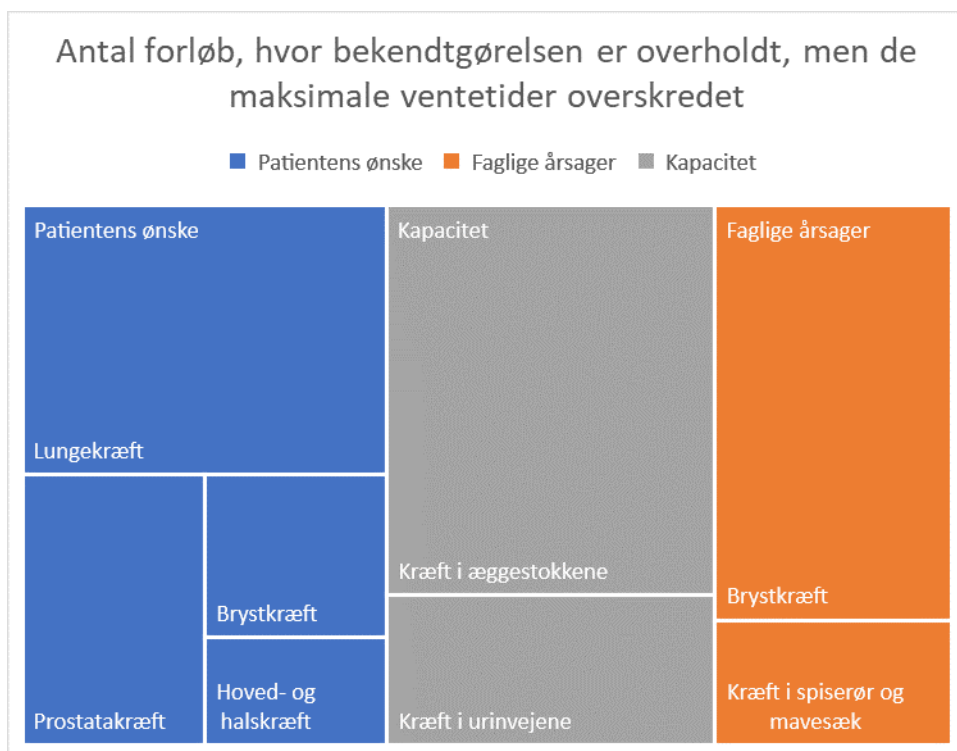 Antal forløb, hvor bekendtgørelsen er overholdt, men de
maksimale ventetider overskredet
Patientens ønske Faglige årsager Kapacitet
Patientens ønske
Lungekræft
Prostatakræft
Brystkræft
Hoved- og
halskræft
Kapacitet
Kræft i æggestokkene
Kræft i urinvejene
Faglige årsager
Brystkræft
Kræft i spiserør og
mavesæk